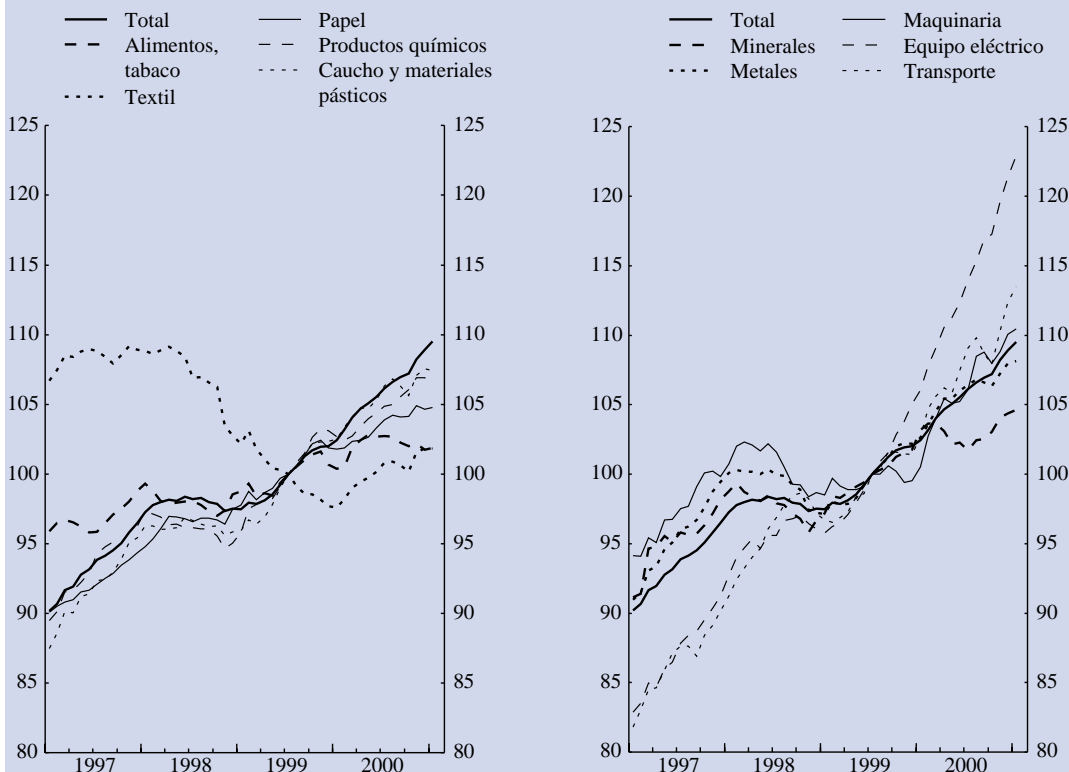 Total
Alimentos,
tabaco
Textil
Papel
Productos químicos
Caucho y materiales
pásticos
125
120
115
110
105
100
95
90
85
80
125
120
115
110
105
100
95
90
85
80
1997 1998 1999 2000
Total
Minerales
Metales
Maquinaria
Equipo eléctrico
Transporte
125
120
115
110
105
100
95
90
85
80
125
120
115
110
105
100
95
90
85
80
1997 1998 1999 2000